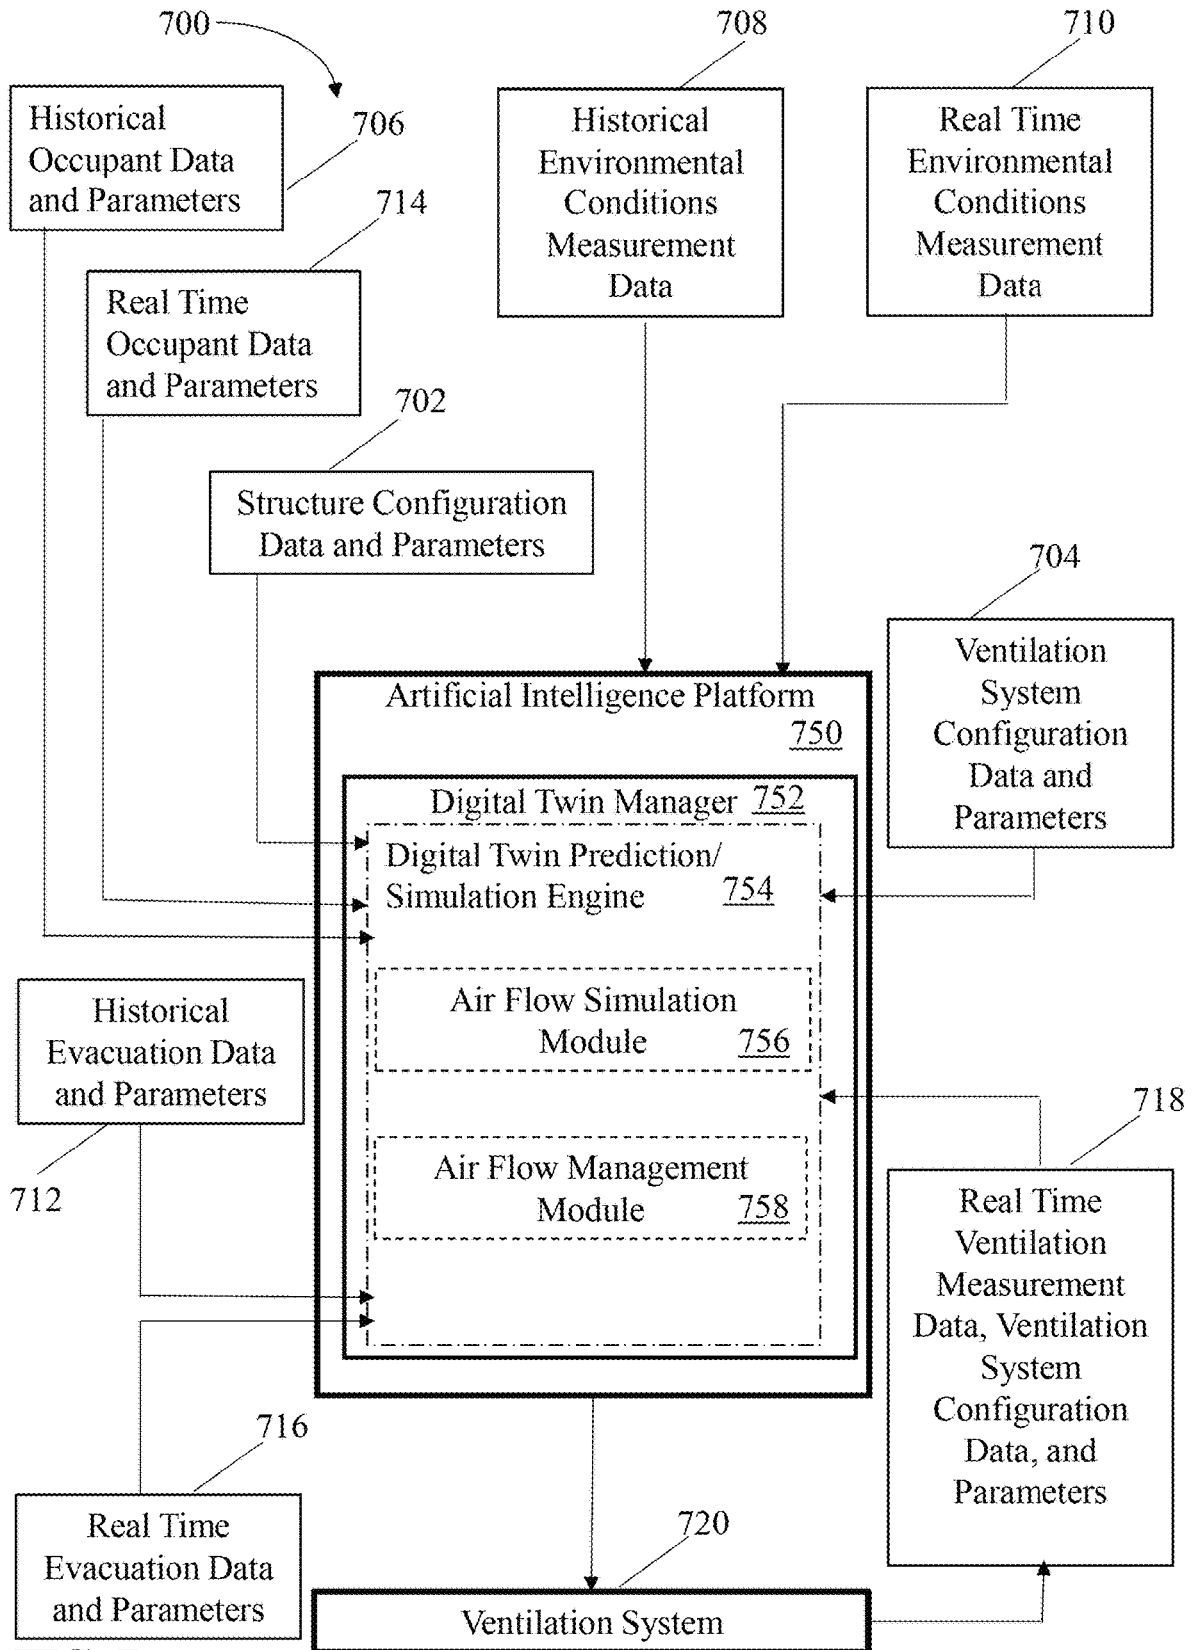 700
708
710
Historical
Occupant Data
and Parameters
706
Historical
Environmental
Conditions
Measurement
Data
Real Time
Environmental
Conditions
Measurement
Data
714
Real Time
Occupant Data
and Parameters
702
Structure Configuration
Data and Parameters
704
Ventilation
System
Configuration
Data and
Parameters
Artificial Intelligence Platform
750
Digital Twin Manager 752
Digital Twin Prediction/
Simulation Engine 754
Air Flow Simulation
Module 756
Historical
Evacuation Data
and Parameters
712
Air Flow Management
Module 758
718
Real Time
Ventilation
Measurement
Data, Ventilation
System
Configuration
Data, and
Parameters
716
Real Time
Evacuation Data
and Parameters
720
Ventilation System